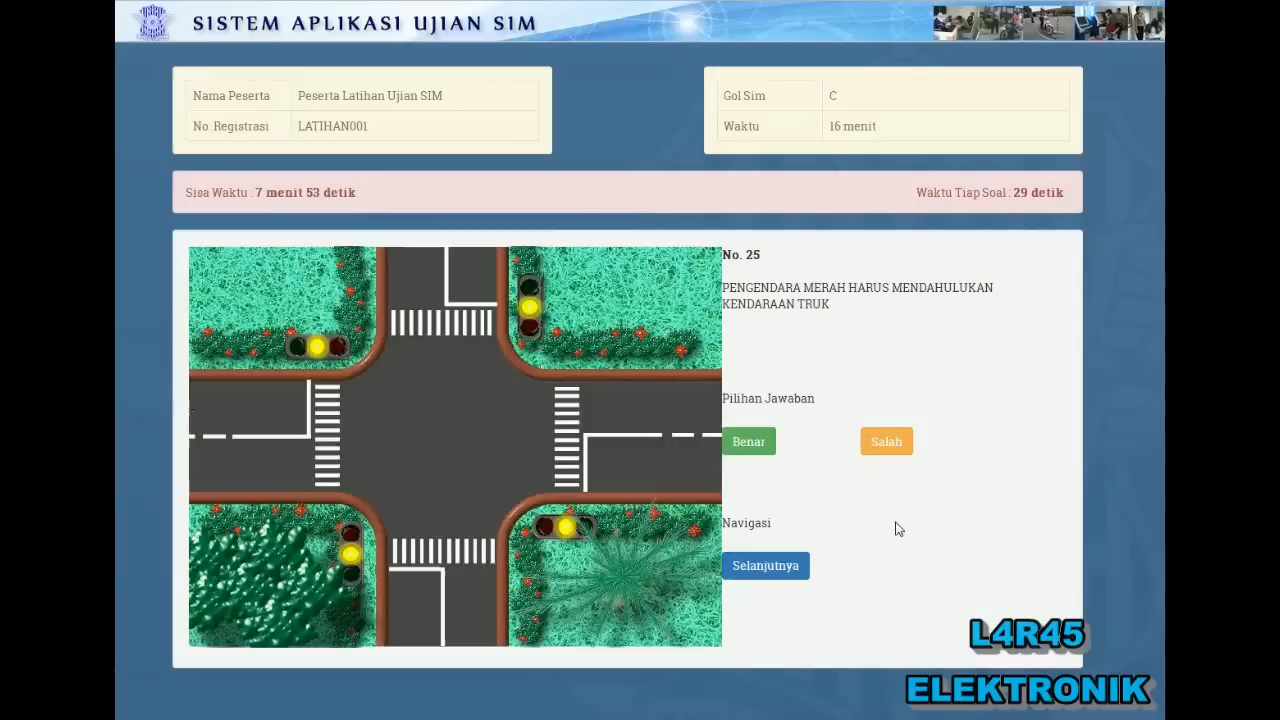 SISTEM APLIKASI UJIAN SIM
Nama Peserta Peserta Latihan Ujian SIM
No. Registrasi LATIHAN001
Gol Sim C
Waktu 16 menit
Sisa Waktu : 7 menit 53 detik
Waktu Tiap Soal : 29 detik
No. 25
PENGENDARA MERAH HARUS MENDAHULUKAN
KENDARAAN TRUK
Pilihan Jawaban
Benar Salah
Navigasi
Selanjutnya
L4R45
ELEKTRONIK